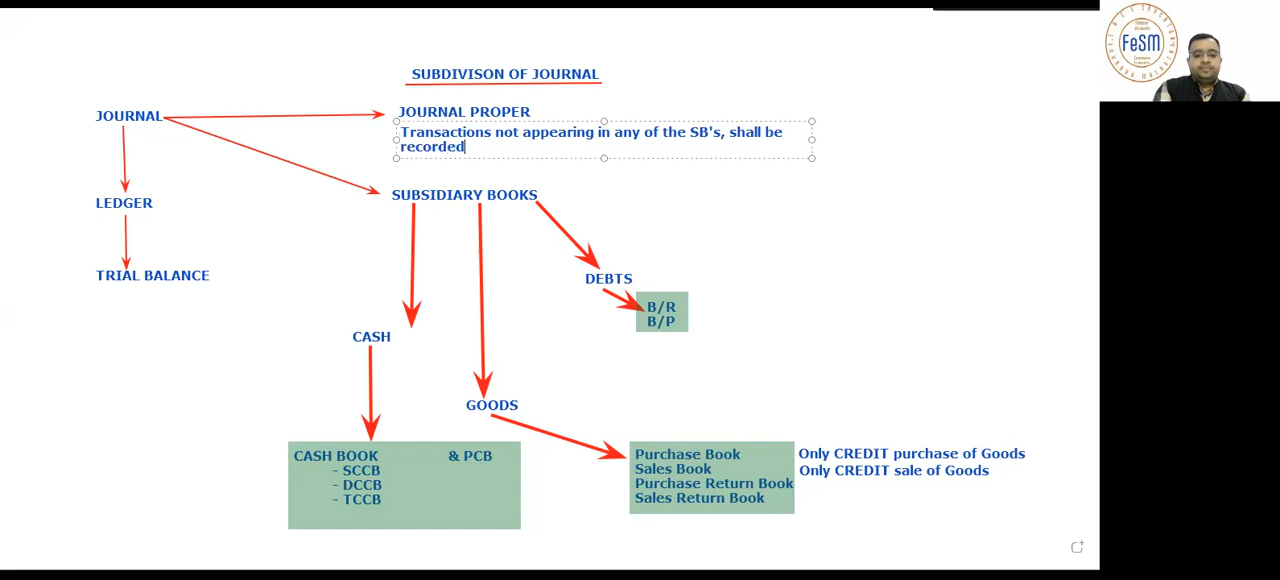 SUBDIVISON OF JOURNAL
JOURNAL
JOURNAL PROPER
Transactions not appearing in any of the SB's, shall be
recorded
SUBSIDIARY BOOKS
LEDGER
TRIAL BALANCE
DEBTS
B/R
B/P
CASH
GOODS
CASH BOOK & PCB
- SCCB
- DCCB
- TCCB
Purchase Book Only CREDIT purchase of Goods
Sales Book Only CREDIT sale of Goods
Purchase Return Book
Sales Return Book
FeSM